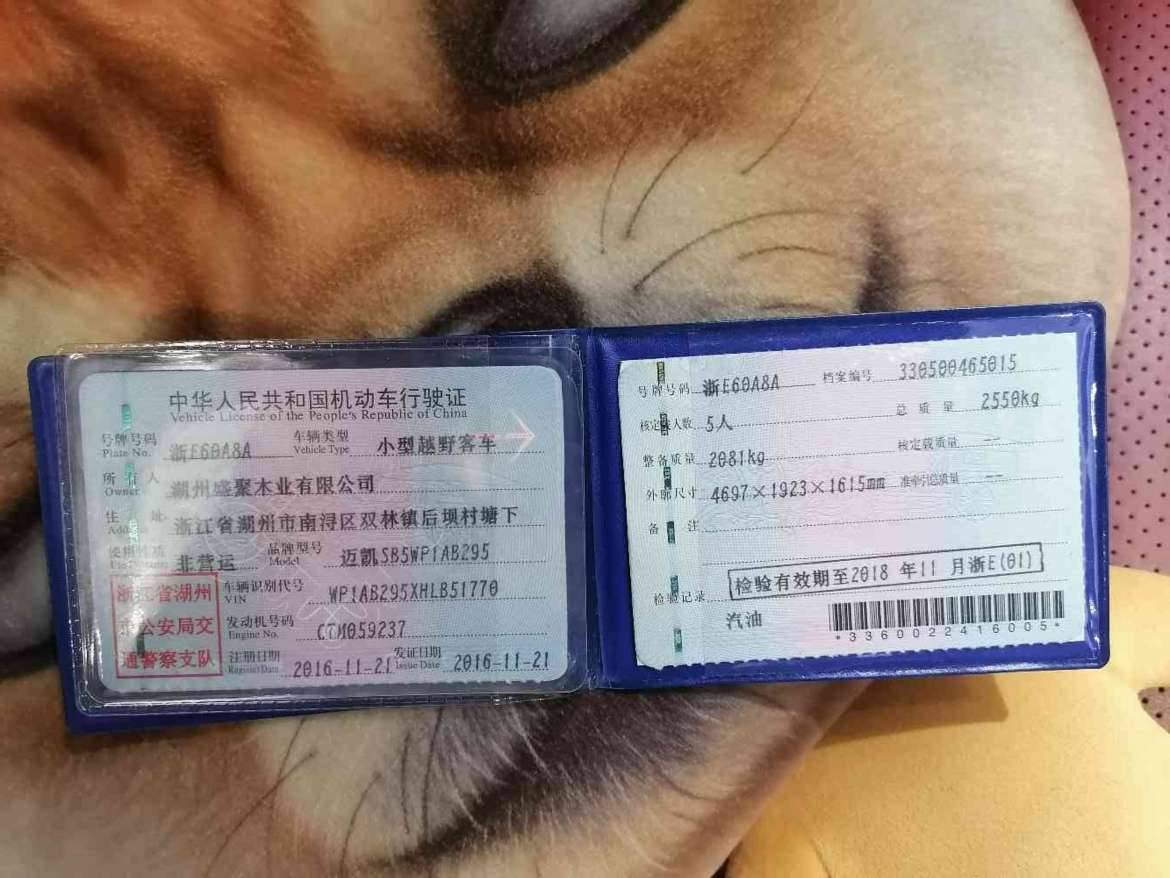 中华人民共和国机动车行驶证
Vehicle License of the People's Republic of China
号牌号码 浙E60A8A 车辆类型 小型越野客车
Plate No. Vehicle Type
所有人 湖州盛聚木业有限公司
Owner
住 址 浙江省湖州市南浔区双林镇后坝村塘下
Address
使用性质 非营运 品牌型号 迈凯SB5WP1AB295
Model
浙江省湖州
市公安局交
通警察支队
车辆识别代号 WP1AB295XHLB51770
VIN
发动机号码 CTM059237
Engine No.
注册日期 2016-11-21 发证日期 2016-11-21
Register Date Issue Date
号牌号码 浙E60A8A 档案编号 330500465015
核定载人数 5人 总质量 2550kg
整备质量 2081kg 核定载质量 --
外廓尺寸 4697×1923×1615 准牵引总质量 --
备 注
检验记录 检验有效期至2018 年11 月浙E(01)
汽油
*3360022416005*